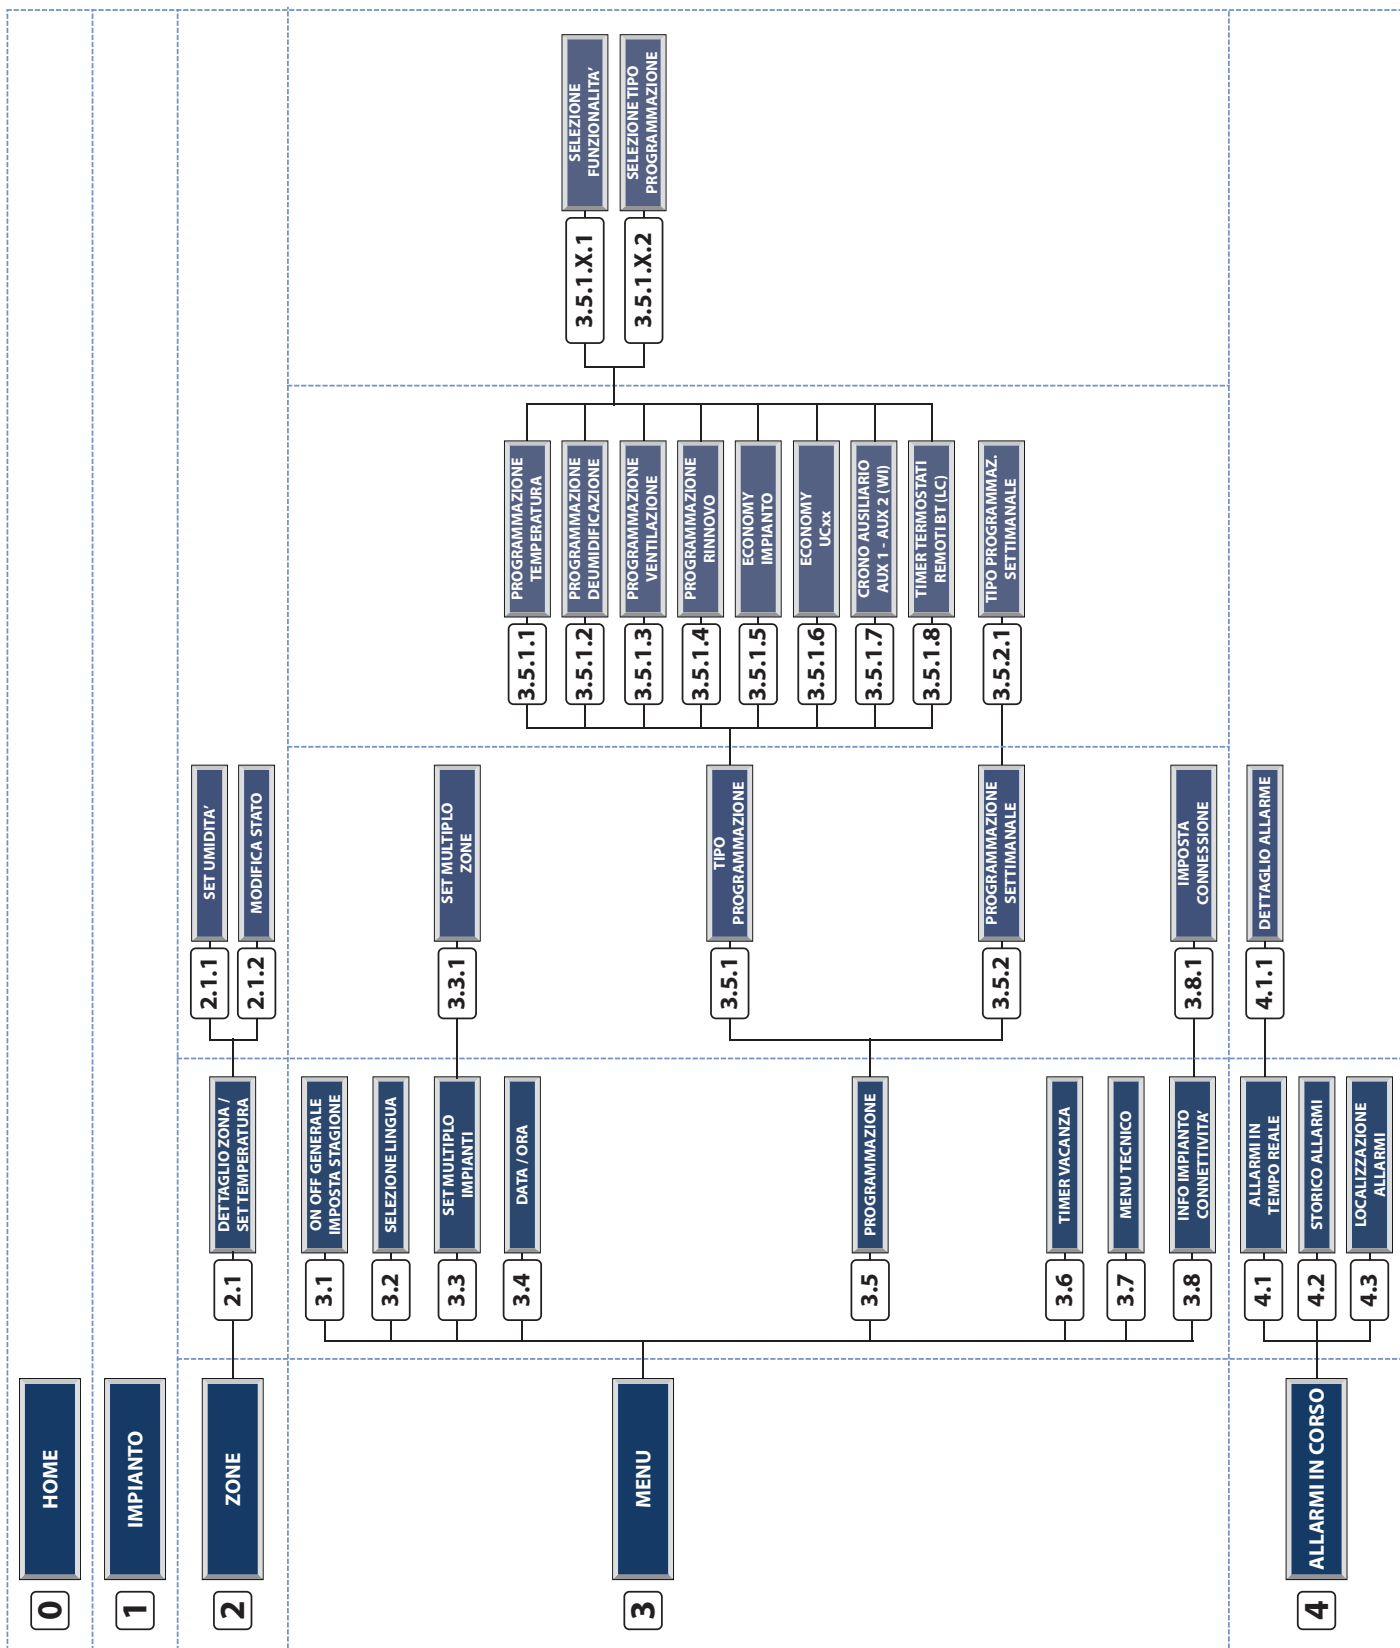 0
HOME
1
IMPIANTO
2
ZONE
2.1
DETTAGLIO ZONA /
SET TEMPERATURA
2.1.1
SET UMIDITA'
2.1.2
MODIFICA STATO
3
MENU
3.1
ON OFF GENERALE
IMPOSTA STAGIONE
3.2
SELEZIONE LINGUA
3.3
SET MULTIPLO
IMPIANTI
3.3.1
SET MULTIPLO
ZONE
3.4
DATA / ORA
3.5
PROGRAMMAZIONE
3.5.1
TIPO
PROGRAMMAZIONE
3.5.1.1
PROGRAMMAZIONE
TEMPERATURA
3.5.1.2
PROGRAMMAZIONE
DEUMIDIFICAZIONE
3.5.1.3
PROGRAMMAZIONE
VENTILAZIONE
3.5.1.4
PROGRAMMAZIONE
RINNOVO
3.5.1.5
ECONOMY
IMPIANTO
3.5.1.6
ECONOMY
UCxx
3.5.1.7
CRONO AUSILIARIO
AUX 1 - AUX 2 (WI)
3.5.1.8
TIMER TERMOSTATI
REMOTI BT (LC)
3.5.1.X.1
SELEZIONE
FUNZIONALITA'
3.5.1.X.2
SELEZIONE TIPO
PROGRAMMAZIONE
3.5.2
PROGRAMMAZIONE
SETTIMANALE
3.5.2.1
TIPO PROGRAMMAZ.
SETTIMANALE
3.6
TIMER VACANZA
3.7
MENU TECNICO
3.8
INFO IMPIANTO
CONNETTIVITA'
3.8.1
IMPOSTA
CONNESSIONE
4
ALLARMI IN CORSO
4.1
ALLARMI IN
TEMPO REALE
4.1.1
DETTAGLIO ALLARME
4.2
STORICO ALLARMI
4.3
LOCALIZZAZIONE
ALLARMI